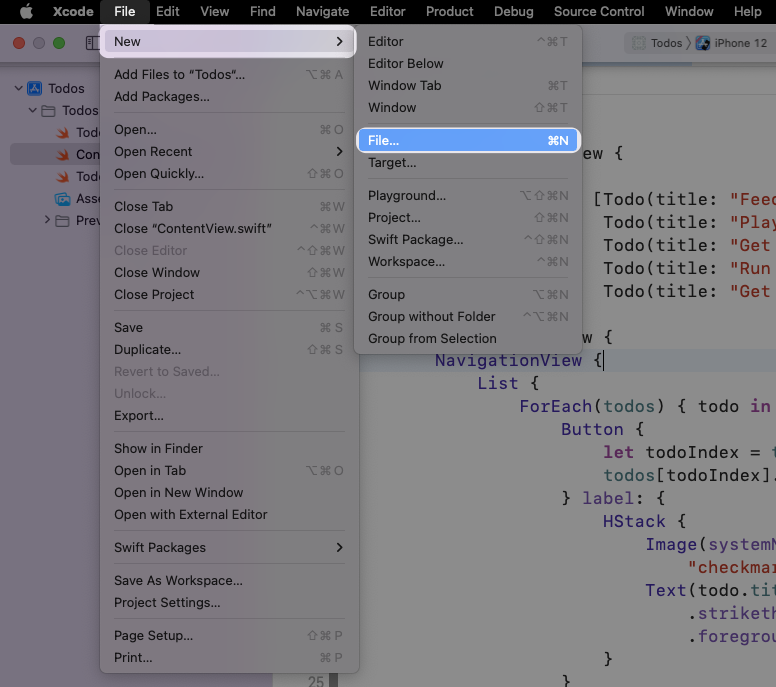 Xcode File Edit View Find Navigate Editor Product Debug Source Control Window Help
Todos iPhone 12
New
Add Files to “Todos”... ⌥⌘A
Add Packages...
Open... ⌘O
Open Recent
Open Quickly... ⇧⌘O
Close Tab ⌘W
Close “ContentView.swift” ^⌘W
Close Editor ^⇧⌘W
Close Window ⇧⌘W
Close Project ^⌥⌘W
Save ⌘S
Duplicate... ⇧⌘S
Revert to Saved...
Unlock...
Export...
Show in Finder
Open in Tab ⌥⌘O
Open in New Window
Open with External Editor
Swift Packages
Save As Workspace...
Project Settings...
Page Setup... ⇧⌘P
Print... ⌘P
Editor ^⌘T
Editor Below
Window Tab ⌘T
Window ⇧⌘T
File... ⌘N
Target...
Playground... ⌥⇧⌘N
Project... ⇧⌘N
Swift Package... ^⇧⌘N
Workspace... ^⌘N
Group ⌥⌘N
Group without Folder ^⌥⌘N
Group from Selection
Todos
Todos
Tod
Con
Tod
Asse
Prev
ew {
[Todo(title: "Feed
Todo(title: "Play
Todo(title: "Get
Todo(title: "Run
Todo(title: "Get
w {
NavigationView {
List {
ForEach(todos) { todo in
Button {
let todoIndex = t
todos[todoIndex].
} label: {
HStack {
Image(systemN
"checkmar
Text(todo.tit
.striketh
.foregrou
}
25 }